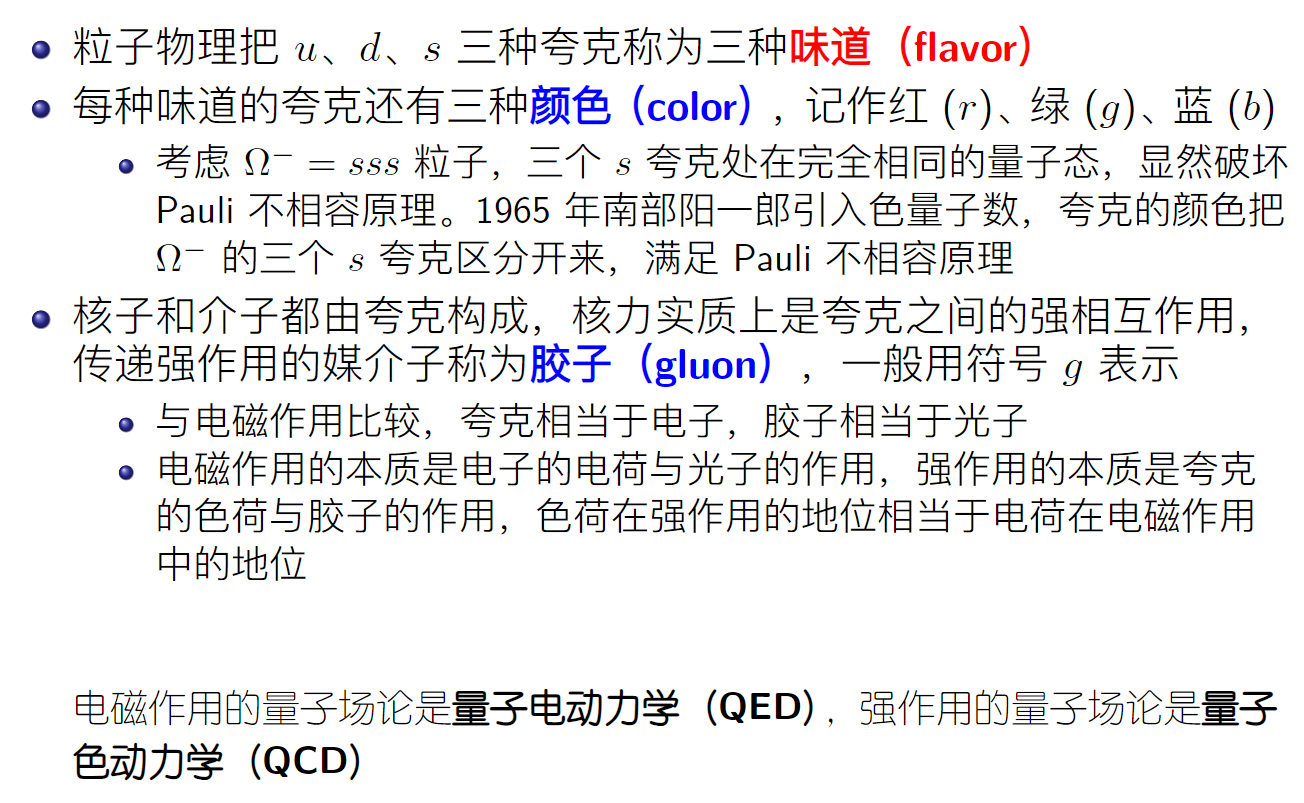 粒子物理把 u、d、s 三种夸克称为三种味道（flavor）
每种味道的夸克还有三种颜色（color），记作红 (r)、绿 (g)、蓝 (b)
考虑 Ω⁻ = sss 粒子，三个 s 夸克处在完全相同的量子态，显然破坏
Pauli 不相容原理。1965 年南部阳一郎引入色量子数，夸克的颜色把
Ω⁻ 的三个 s 夸克区分开来，满足 Pauli 不相容原理
核子和介子都由夸克构成，核力实质上是夸克之间的强相互作用，
传递强作用的媒介子称为胶子（gluon），一般用符号 g 表示
与电磁作用比较，夸克相当于电子，胶子相当于光子
电磁作用的本质是电子的电荷与光子的作用，强作用的本质是夸克
的色荷与胶子的作用，色荷在强作用的地位相当于电荷在电磁作用
中的地位
电磁作用的量子场论是量子电动力学（QED），强作用的量子场论是量子
色动力学（QCD）